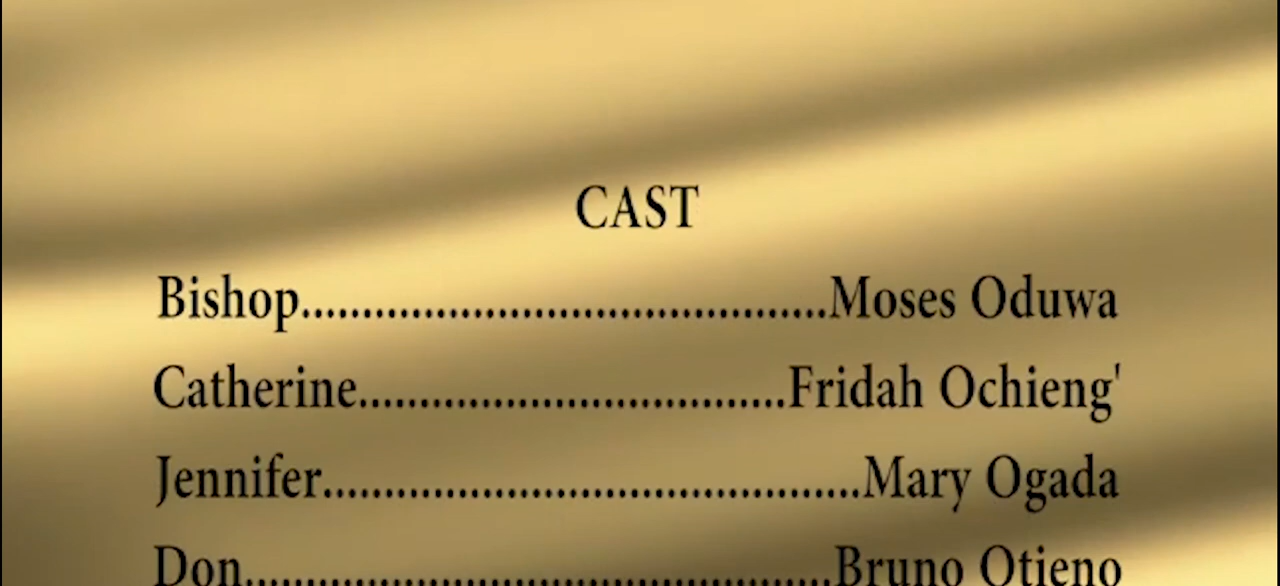 CAST
Bishop...........................................Moses Oduwa
Catherine...................................Fridah Ochieng'
Jennifer............................................Mary Ogada
Don................................................Bruno Otieno